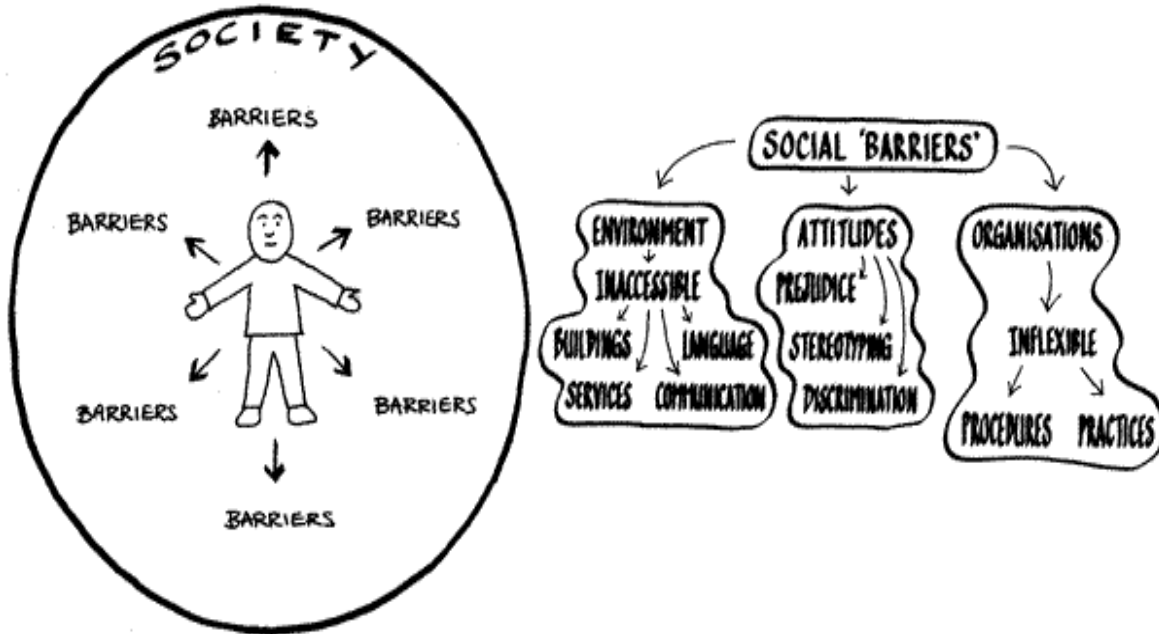 SOCIETY
BARRIERS
BARRIERS
BARRIERS
BARRIERS
BARRIERS
BARRIERS
SOCIAL 'BARRIERS'
ENVIRONMENT
INACCESSIBLE
BUILDINGS LANGUAGE
SERVICES COMMUNICATION
ATTITUDES
PREJUDICE
STEREOTYPING
DISCRIMINATION
ORGANISATIONS
INFLEXIBLE
PROCEDURES PRACTICES